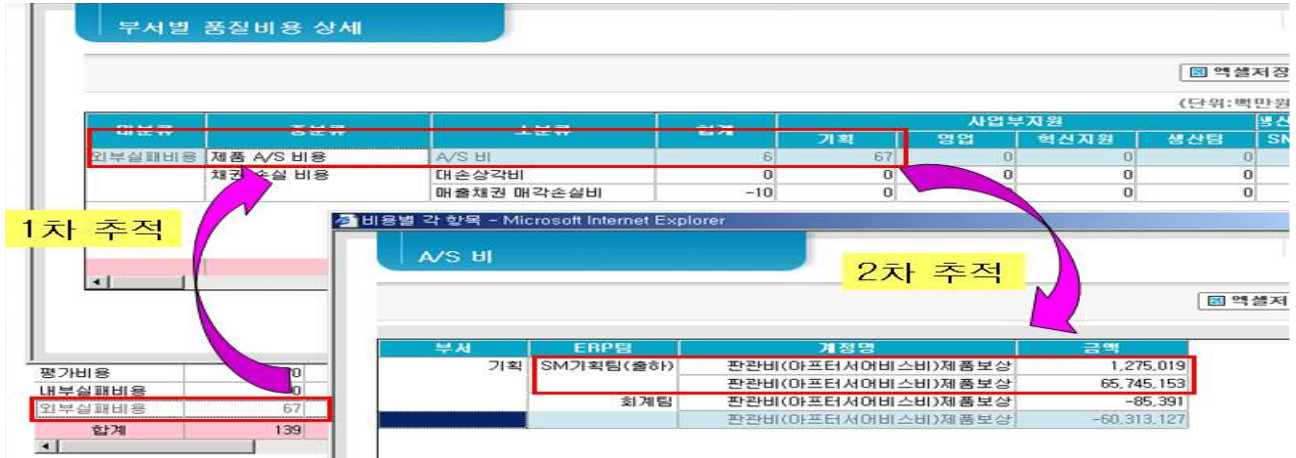 부서별 품질비용 상세
엑셀저장
(단위:백만원
대분류 중분류 소분류 합계 사업부지원 생산
기획 영업 혁신지원 생산팀 SM
외부실패비용 제품 A/S 비용 A/S 비 6 67 0 0 0
채권 손실 비용 대손상각비 0 0 0 0 0
매출채권 매각손실비 -10 0 0 0
1차 추적
비용별 각 항목 - Microsoft Internet Explorer
A/S 비
2차 추적
엑셀저
부서 ERP팀 계정명 금액
기획 SM기획팀(출하) 판관비(아프터서어비스비)제품보상 1,275,019
판관비(아프터서어비스비)제품보상 65,745,153
회계팀 판관비(아프터서어비스비)제품보상 -85,391
판관비(아프터서어비스비)제품보상 -60,313,127
평가비용
내부실패비용
외부실패비용 67
합계 139